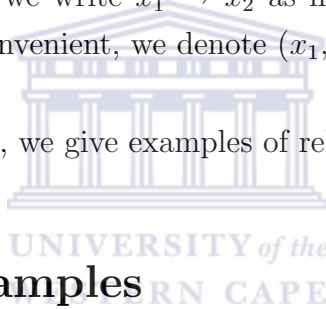 we write x₁ → x₂ as
nvenient, we denote (x₁,
, we give examples of re
UNIVERSITY of the
amples
WESTERN CAPE